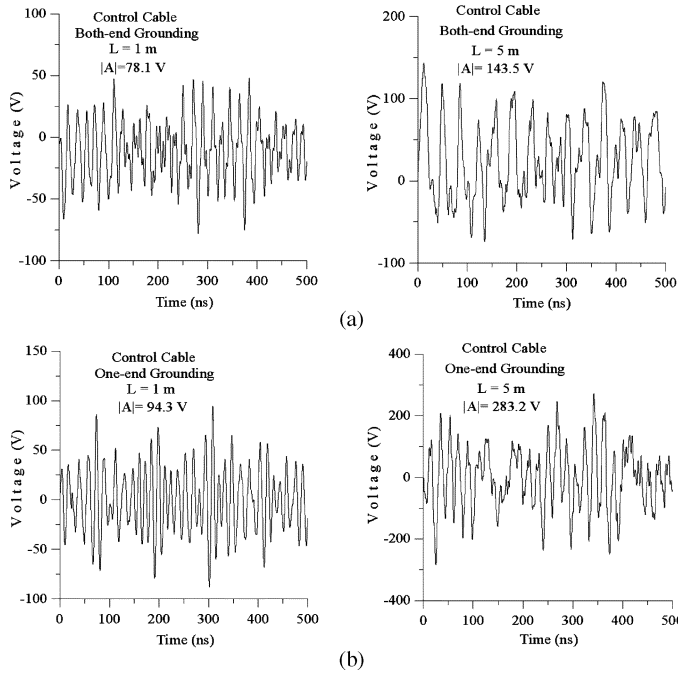 Control Cable
Both-end Grounding
L = 1 m
|A|=78.1 V
100
50
0
-50
-100
Voltage (V)
0 100 200 300 400 500
Time (ns)
Control Cable
Both-end Grounding
L = 5 m
|A|=143.5 V
200
100
0
-100
Voltage (V)
0 100 200 300 400 500
Time (ns)
(a)
Control Cable
One-end Grounding
L = 1 m
|A|= 94.3 V
150
100
50
0
-50
-100
Voltage (V)
0 100 200 300 400 500
Time (ns)
Control Cable
One-end Grounding
L = 5 m
|A|= 283.2 V
400
200
0
-200
-400
Voltage (V)
0 100 200 300 400 500
Time (ns)
(b)